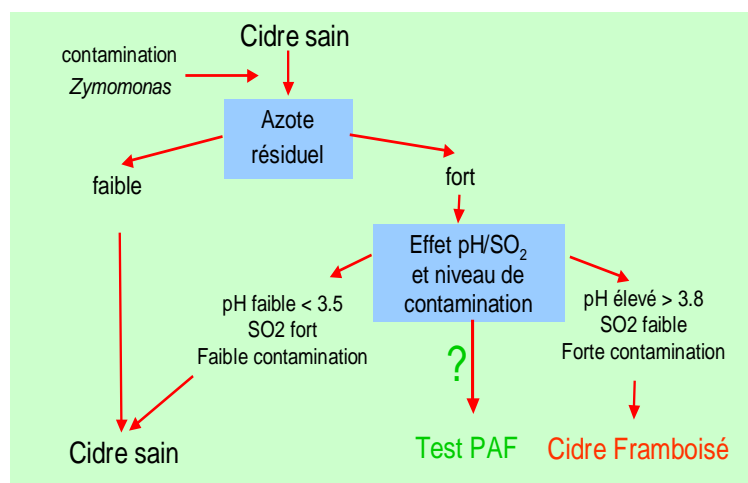 Cidre sain
contamination
Zymomonas
Azote
résiduel
faible
fort
Effet pH/SO₂
et niveau de
contamination
pH faible < 3.5
SO2 fort
Faible contamination
pH élevé > 3.8
SO2 faible
Forte contamination
?
Cidre sain
Test PAF
Cidre Framboisé